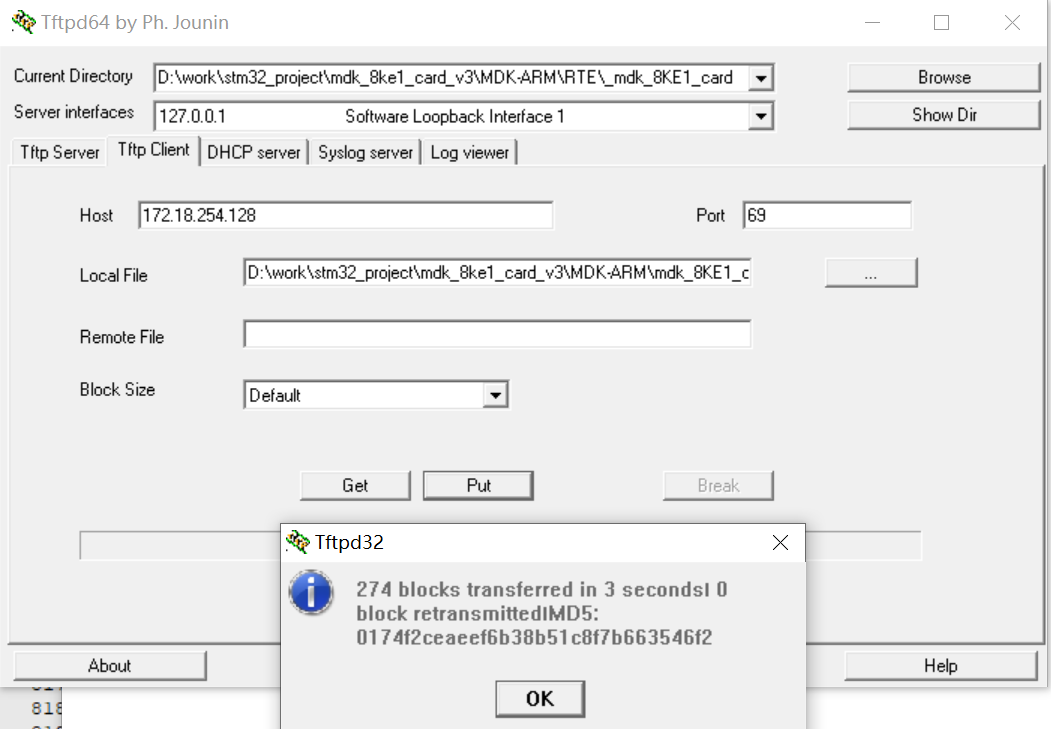 Tftpd64 by Ph. Jounin
Current Directory D:\work\stm32_project\mdk_8ke1_card_v3\MDK-ARM\RTE\_mdk_8KE1_card Browse
Server interfaces 127.0.0.1 Software Loopback Interface 1 Show Dir
Tftp Server Tftp Client DHCP server Syslog server Log viewer
Host 172.18.254.128 Port 69
Local File D:\work\stm32_project\mdk_8ke1_card_v3\MDK-ARM\mdk_8KE1_c ...
Remote File
Block Size Default
Get Put Break
Tftpd32
274 blocks transferred in 3 seconds| 0
block retransmitted|MD5:
0174f2ceaeef6b38b51c8f7b663546f2
OK
About Help
818